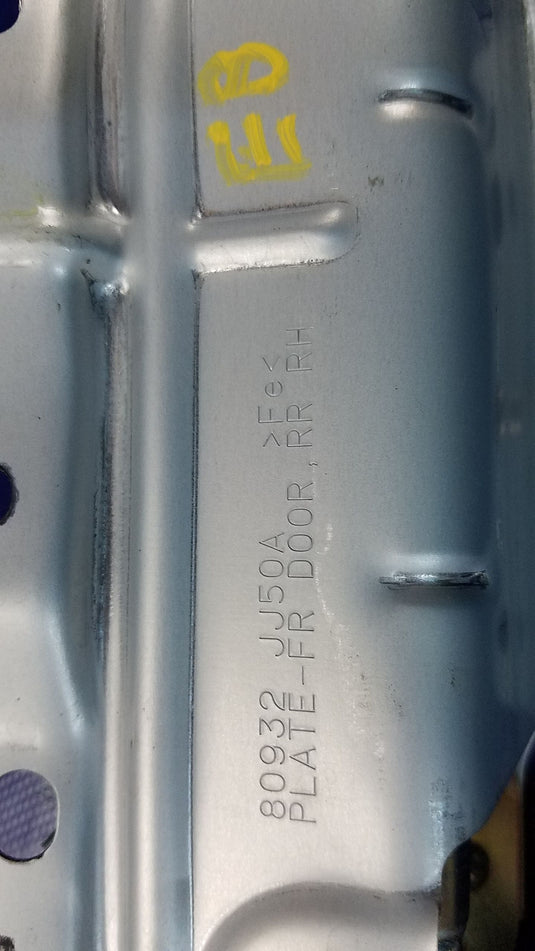 80932 JJ50A >Fe<
PLATE-FR DOOR,RR RH